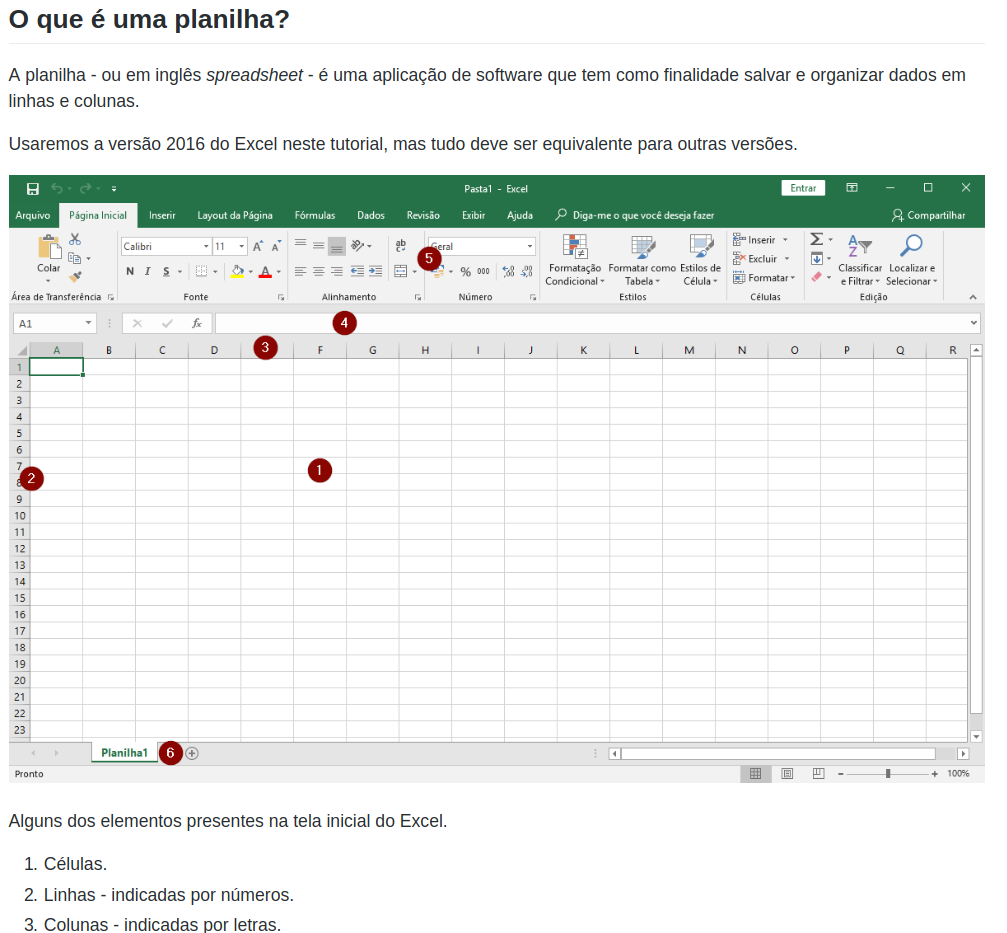 O que é uma planilha?
A planilha - ou em inglês spreadsheet - é uma aplicação de software que tem como finalidade salvar e organizar dados em
linhas e colunas.
Usaremos a versão 2016 do Excel neste tutorial, mas tudo deve ser equivalente para outras versões.
Pasta1 - Excel
Entrar
Arquivo Página Inicial Inserir Layout da Página Fórmulas Dados Revisão Exibir Ajuda Diga-me o que você deseja fazer Compartilhar
Colar
Calibri 11
N I S
ab
% 000
5
Formatação
Condicional
Formatar como
Tabela
Estilos de
Célula
Inserir
Excluir
Formatar
Classificar
e Filtrar
Localizar e
Selecionar
Área de Transferência Fonte Alinhamento Número Estilos Células Edição
A1 fx 4
A B C D 3 F G H I J K L M N O P Q R
1
2
3
4
5
6
7
2
1
9
10
11
12
13
14
15
16
17
18
19
20
21
22
23
Planilha1 6
Pronto 100%
Alguns dos elementos presentes na tela inicial do Excel.
1. Células.
2. Linhas - indicadas por números.
3. Colunas - indicadas por letras.